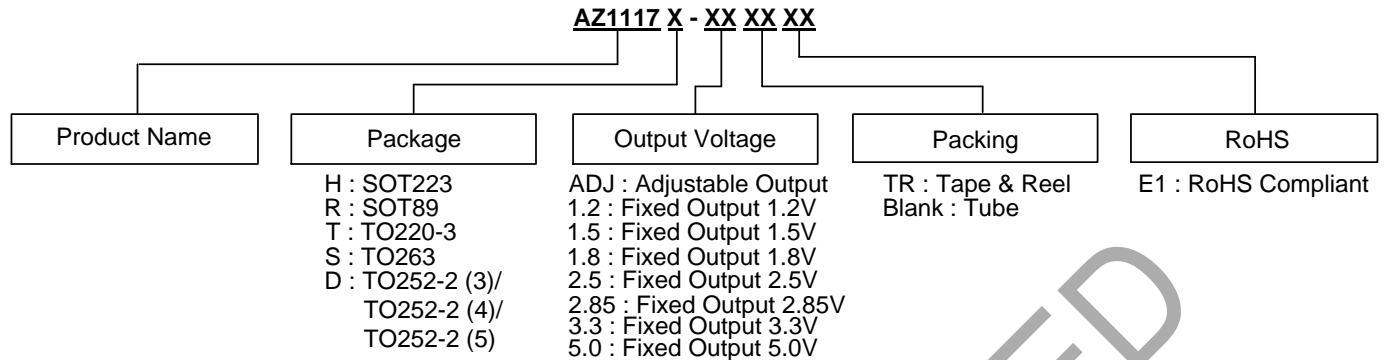 AZ1117 X - XX XX XX
Product Name
Package
Output Voltage
Packing
RoHS
H : SOT223
R : SOT89
T : TO220-3
S : TO263
D : TO252-2 (3)/
TO252-2 (4)/
TO252-2 (5)
ADJ : Adjustable Output
1.2 : Fixed Output 1.2V
1.5 : Fixed Output 1.5V
1.8 : Fixed Output 1.8V
2.5 : Fixed Output 2.5V
2.85 : Fixed Output 2.85V
3.3 : Fixed Output 3.3V
5.0 : Fixed Output 5.0V
TR : Tape & Reel
Blank : Tube
E1 : RoHS Compliant
ED